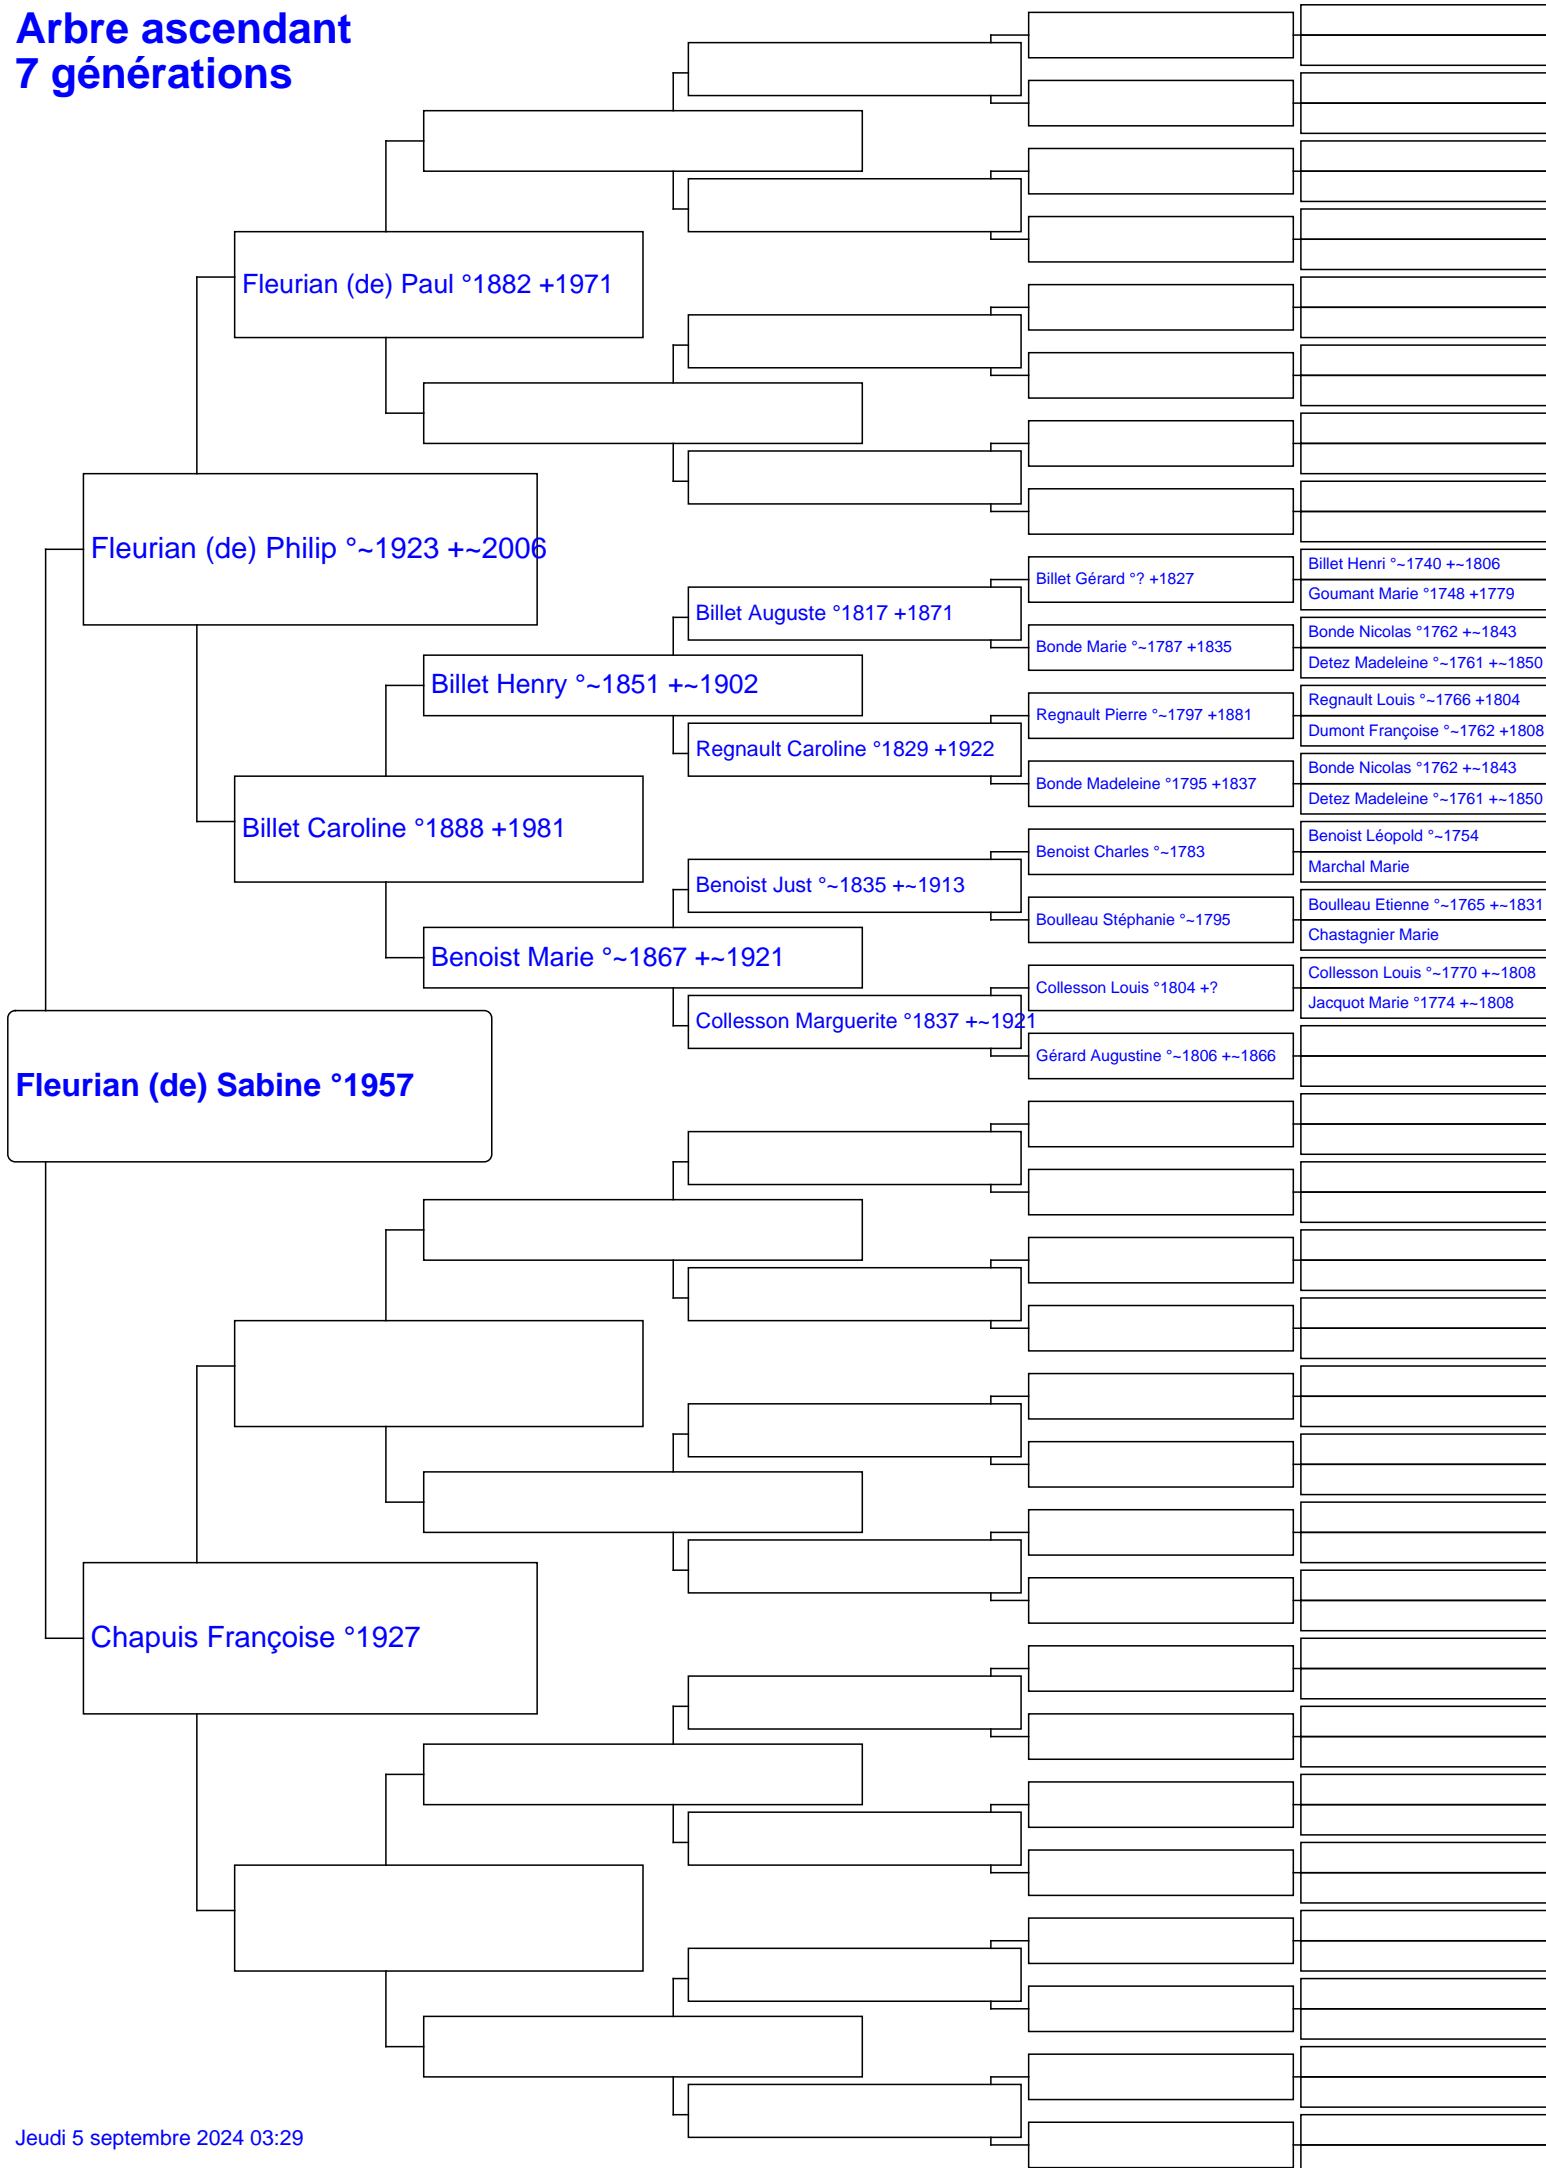 Arbre ascendant
7 générations
Fleurian (de) Paul °1882 +1971
Fleurian (de) Philip °~1923 +~2006
Billet Gérard °? +1827
Billet Henri °~1740 +~1806
Goumant Marie °1748 +1779
Billet Auguste °1817 +1871
Bonde Marie °~1787 +1835
Bonde Nicolas °1762 +~1843
Detez Madeleine °~1761 +~1850
Billet Henry °~1851 +~1902
Regnault Pierre °~1797 +1881
Regnault Louis °~1766 +1804
Dumont Françoise °~1762 +1808
Regnault Caroline °1829 +1922
Bonde Madeleine °1795 +1837
Bonde Nicolas °1762 +~1843
Detez Madeleine °~1761 +~1850
Billet Caroline °1888 +1981
Benoist Charles °~1783
Benoist Léopold °~1754
Marchal Marie
Benoist Just °~1835 +~1913
Boulleau Stéphanie °~1795
Boulleau Etienne °~1765 +~1831
Chastagnier Marie
Benoist Marie °~1867 +~1921
Collesson Louis °1804 +?
Collesson Louis °~1770 +~1808
Jacquot Marie °1774 +~1808
Collesson Marguerite °1837 +~1921
Gérard Augustine °~1806 +~1866
Fleurian (de) Sabine °1957
Chapuis Françoise °1927
Jeudi 5 septembre 2024 03:29